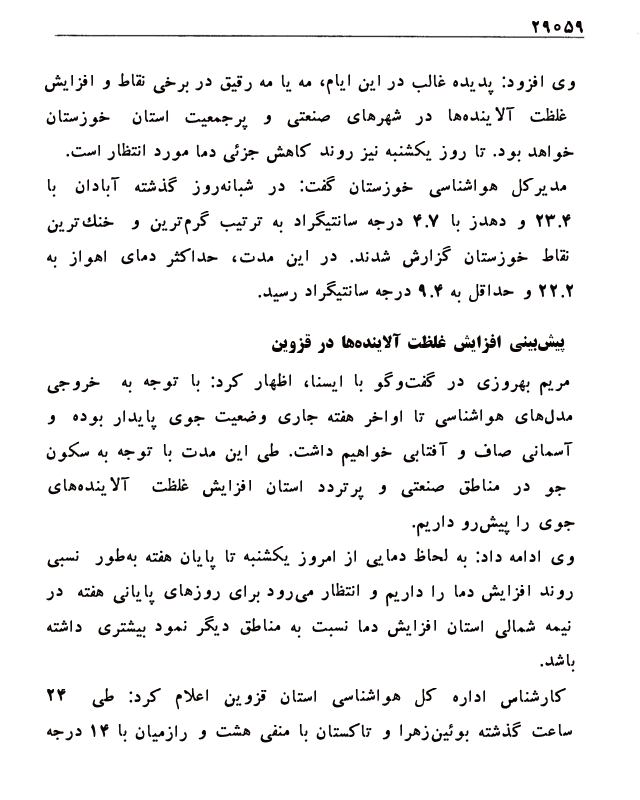 ۲۹۰۵۹
وی افزود: پدیده غالب در این ایام، مه یا مه رقیق در برخی نقاط و افزایش
غلظت آلاینده‌ها در شهرهای صنعتی و پرجمعیت استان خوزستان
خواهد بود. تا روز یکشنبه نیز روند کاهش جزئی دما مورد انتظار است.
مدیرکل هواشناسی خوزستان گفت: در شبانه‌روز گذشته آبادان با
۲۳.۴ و دهدز با ۴.۷ درجه سانتیگراد به ترتیب گرم‌ترین و خنك‌ترین
نقاط خوزستان گزارش شدند. در این مدت، حداکثر دمای اهواز به
۲۲.۲ و حداقل به ۹.۴ درجه سانتیگراد رسید.
پیش‌بینی افزایش غلظت آلاینده‌ها در قزوین
مریم بهروزی در گفت‌وگو با ایسنا، اظهار کرد: با توجه به خروجی
مدل‌های هواشناسی تا اواخر هفته جاری وضعیت جوی پایدار بوده و
آسمانی صاف و آفتابی خواهیم داشت. طی این مدت با توجه به سکون
جو در مناطق صنعتی و پرتردد استان افزایش غلظت آلاینده‌های
جوی را پیش‌رو داریم.
وی ادامه داد: به لحاظ دمایی از امروز یکشنبه تا پایان هفته به‌طور نسبی
روند افزایش دما را داریم و انتظار می‌رود برای روزهای پایانی هفته در
نیمه شمالی استان افزایش دما نسبت به مناطق دیگر نمود بیشتری داشته
باشد.
کارشناس اداره کل هواشناسی استان قزوین اعلام کرد: طی ۲۴
ساعت گذشته بوئین‌زهرا و تاکستان با منفی هشت و رازمیان با ۱۴ درجه